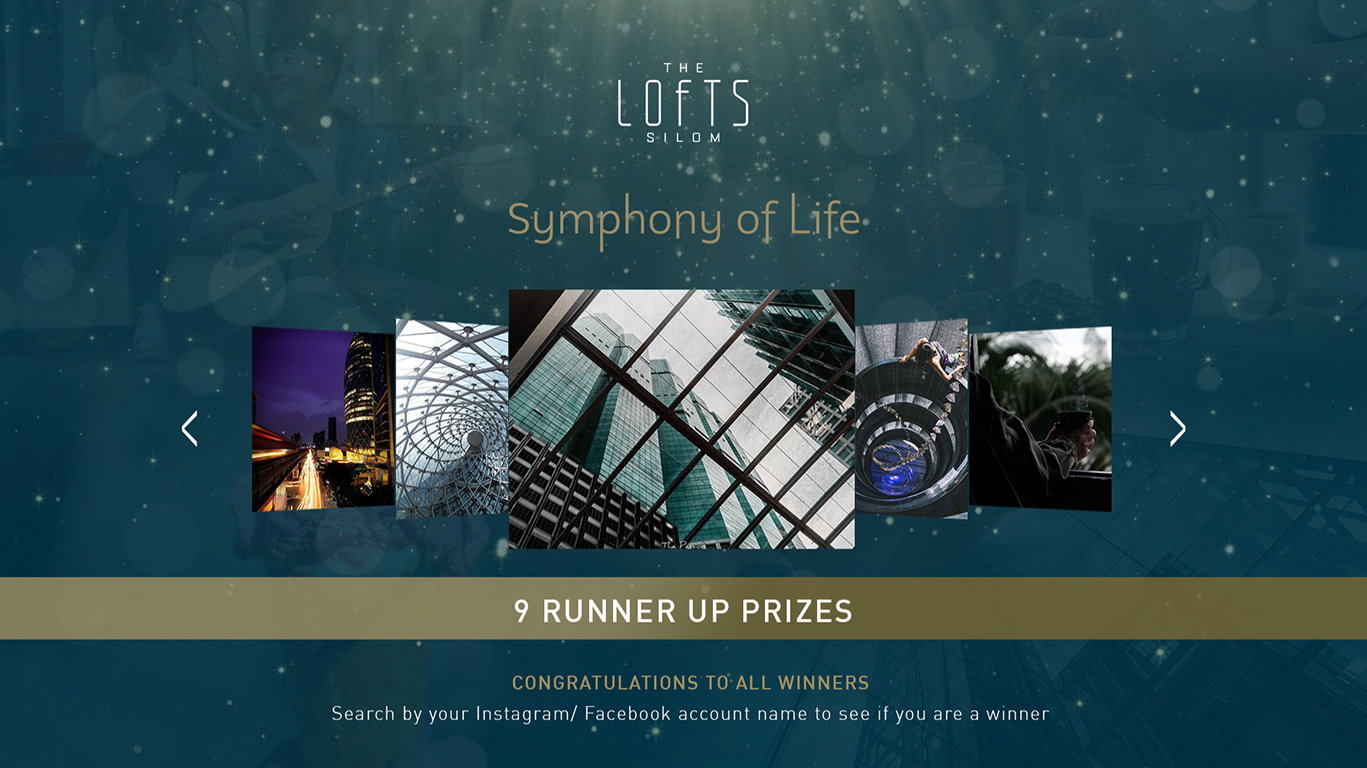 THE
LOFTS
SILOM
Symphony of Life
9 RUNNER UP PRIZES
CONGRATULATIONS TO ALL WINNERS
Search by your Instagram/ Facebook account name to see if you are a winner